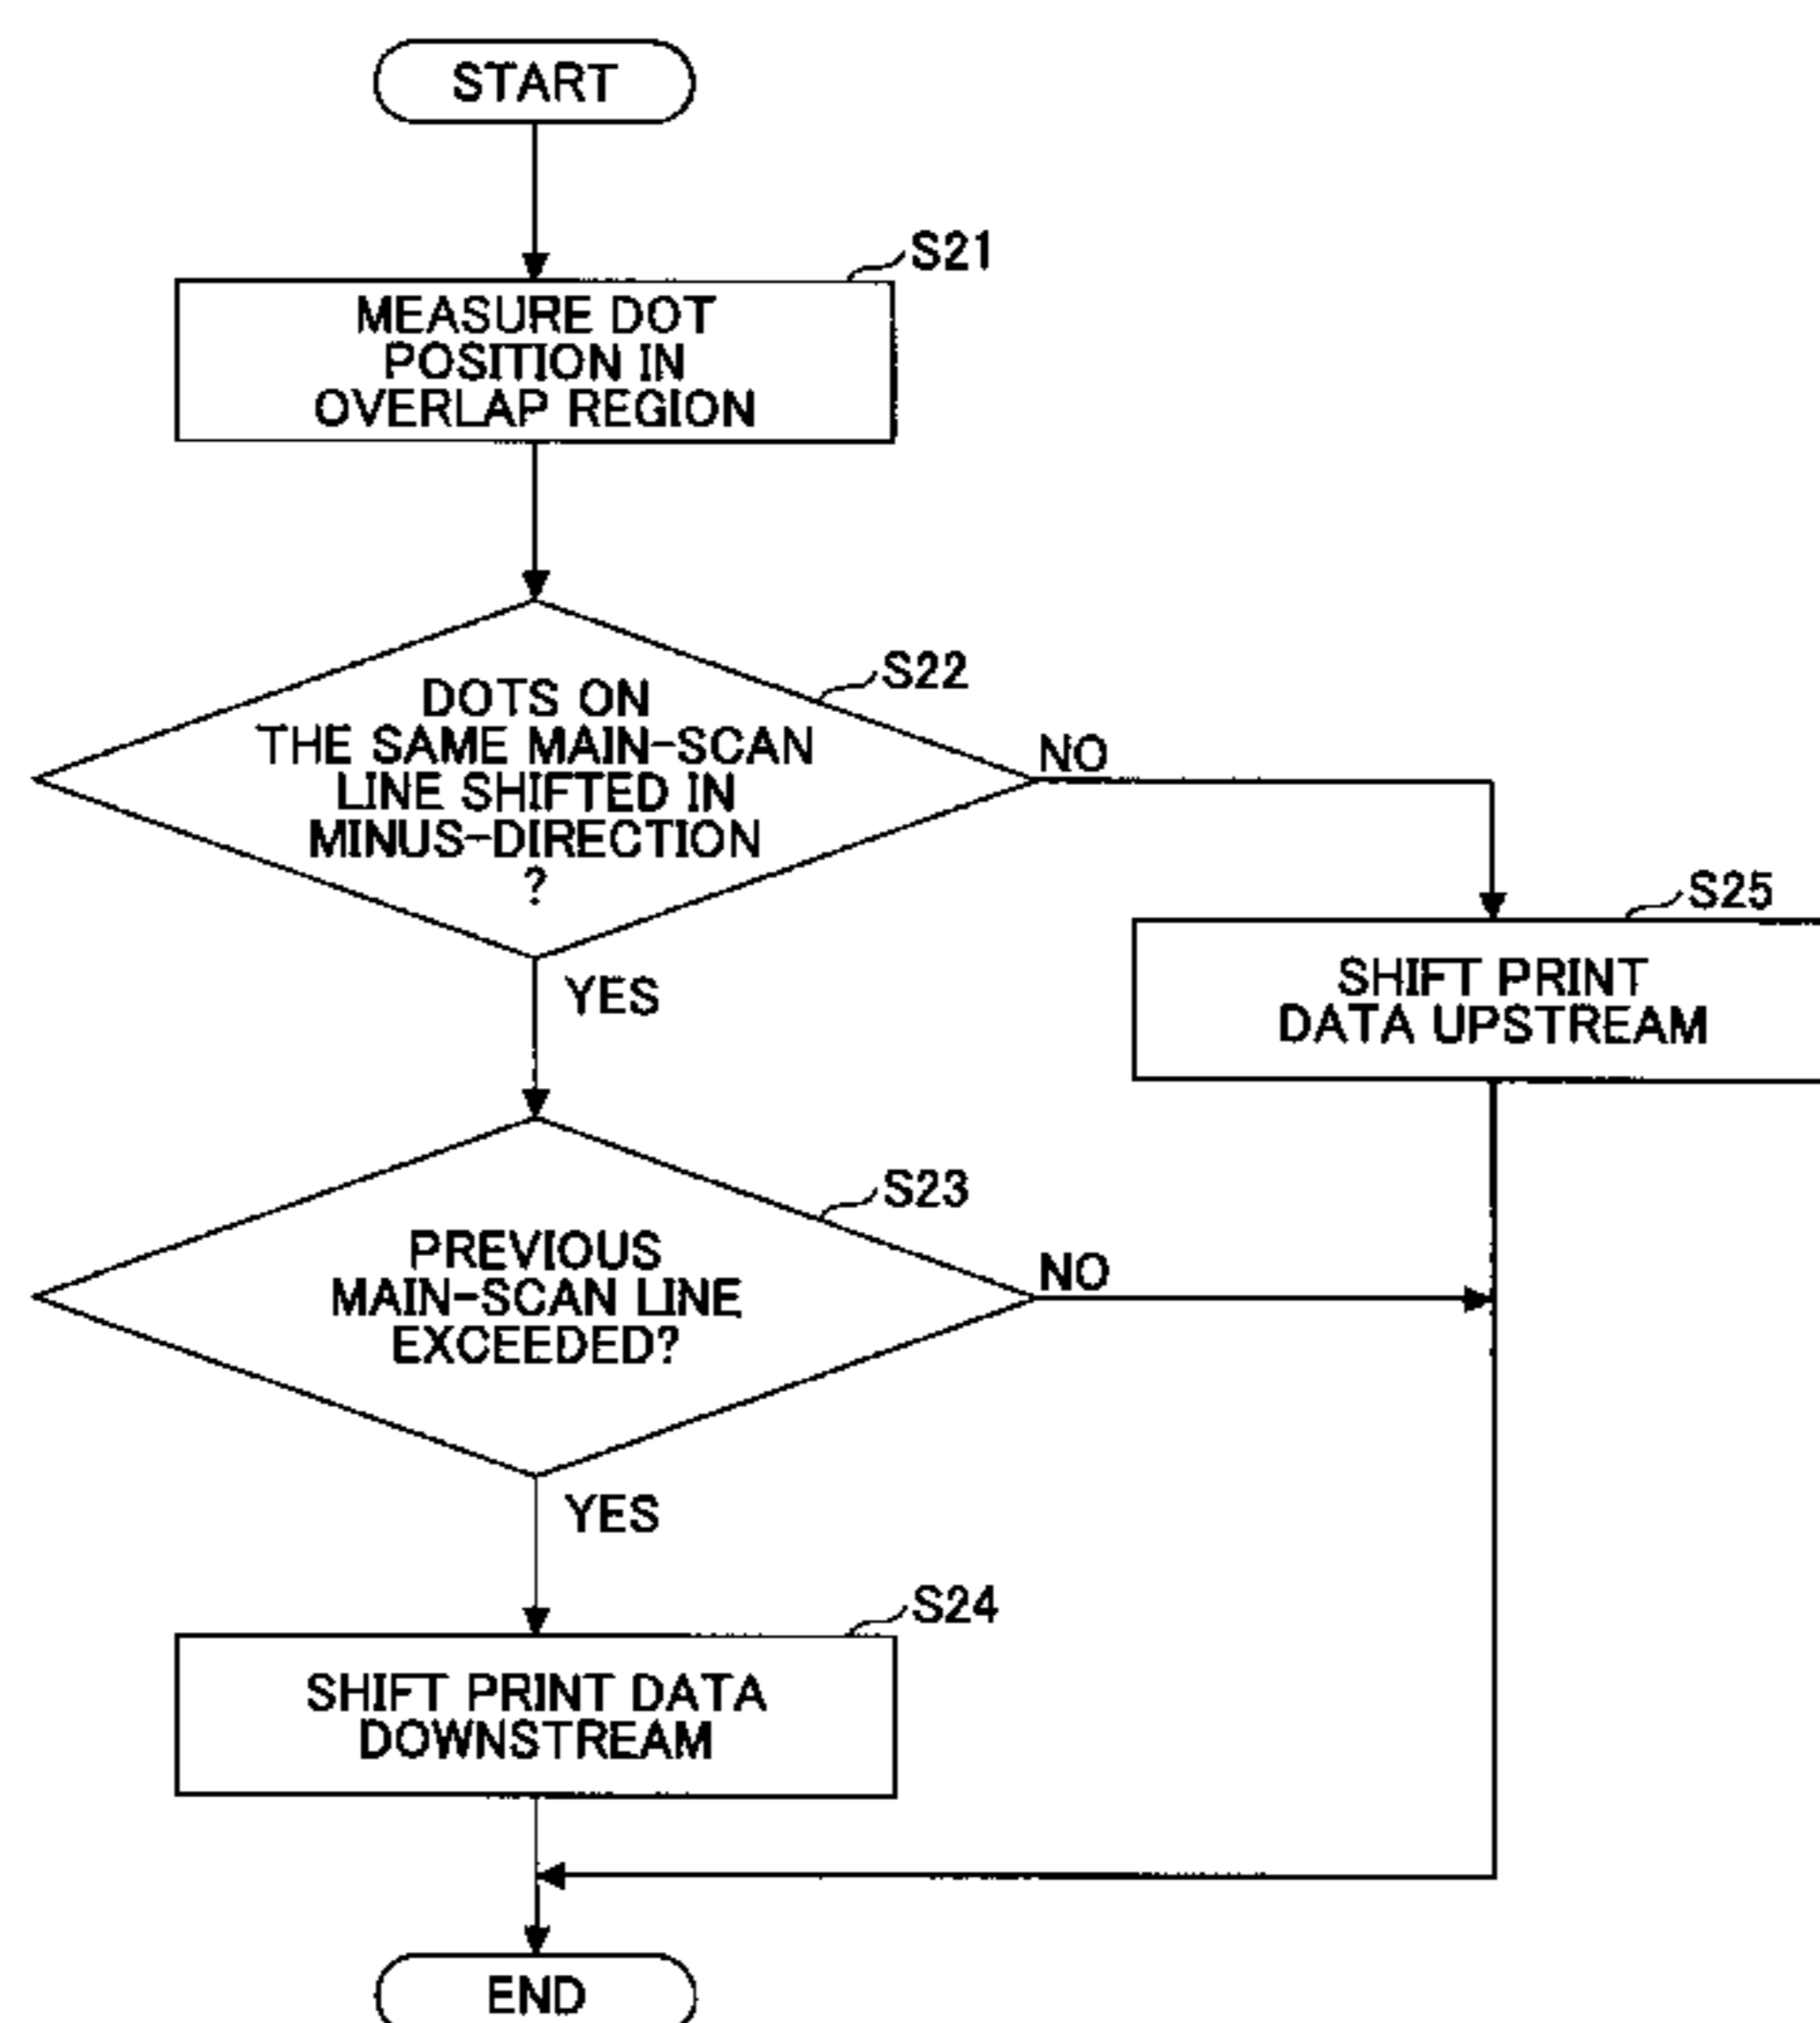 START
S21
MEASURE DOT
POSITION IN
OVERLAP REGION
S22
DOTS ON
THE SAME MAIN-SCAN
LINE SHIFTED IN
MINUS-DIRECTION
?
NO
YES
S25
SHIFT PRINT
DATA UPSTREAM
S23
PREVIOUS
MAIN-SCAN LINE
EXCEEDED?
NO
YES
S24
SHIFT PRINT DATA
DOWNSTREAM
END